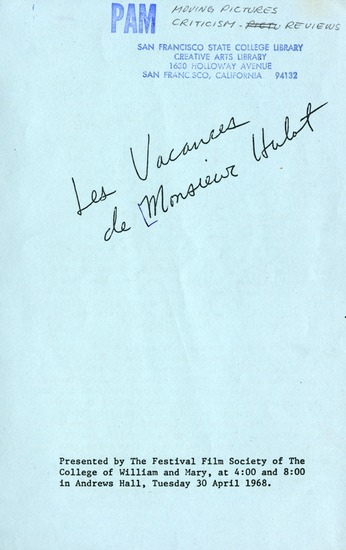 PAM
MOVING PICTURES
CRITICISM - REVIEWS
SAN FRANCISCO STATE COLLEGE LIBRARY
CREATIVE ARTS LIBRARY
1630 HOLLOWAY AVENUE
SAN FRANCISCO, CALIFORNIA 94132
Les Vacances
de Monsieur Hulot
Presented by The Festival Film Society of The
College of William and Mary, at 4:00 and 8:00
in Andrews Hall, Tuesday 30 April 1968.